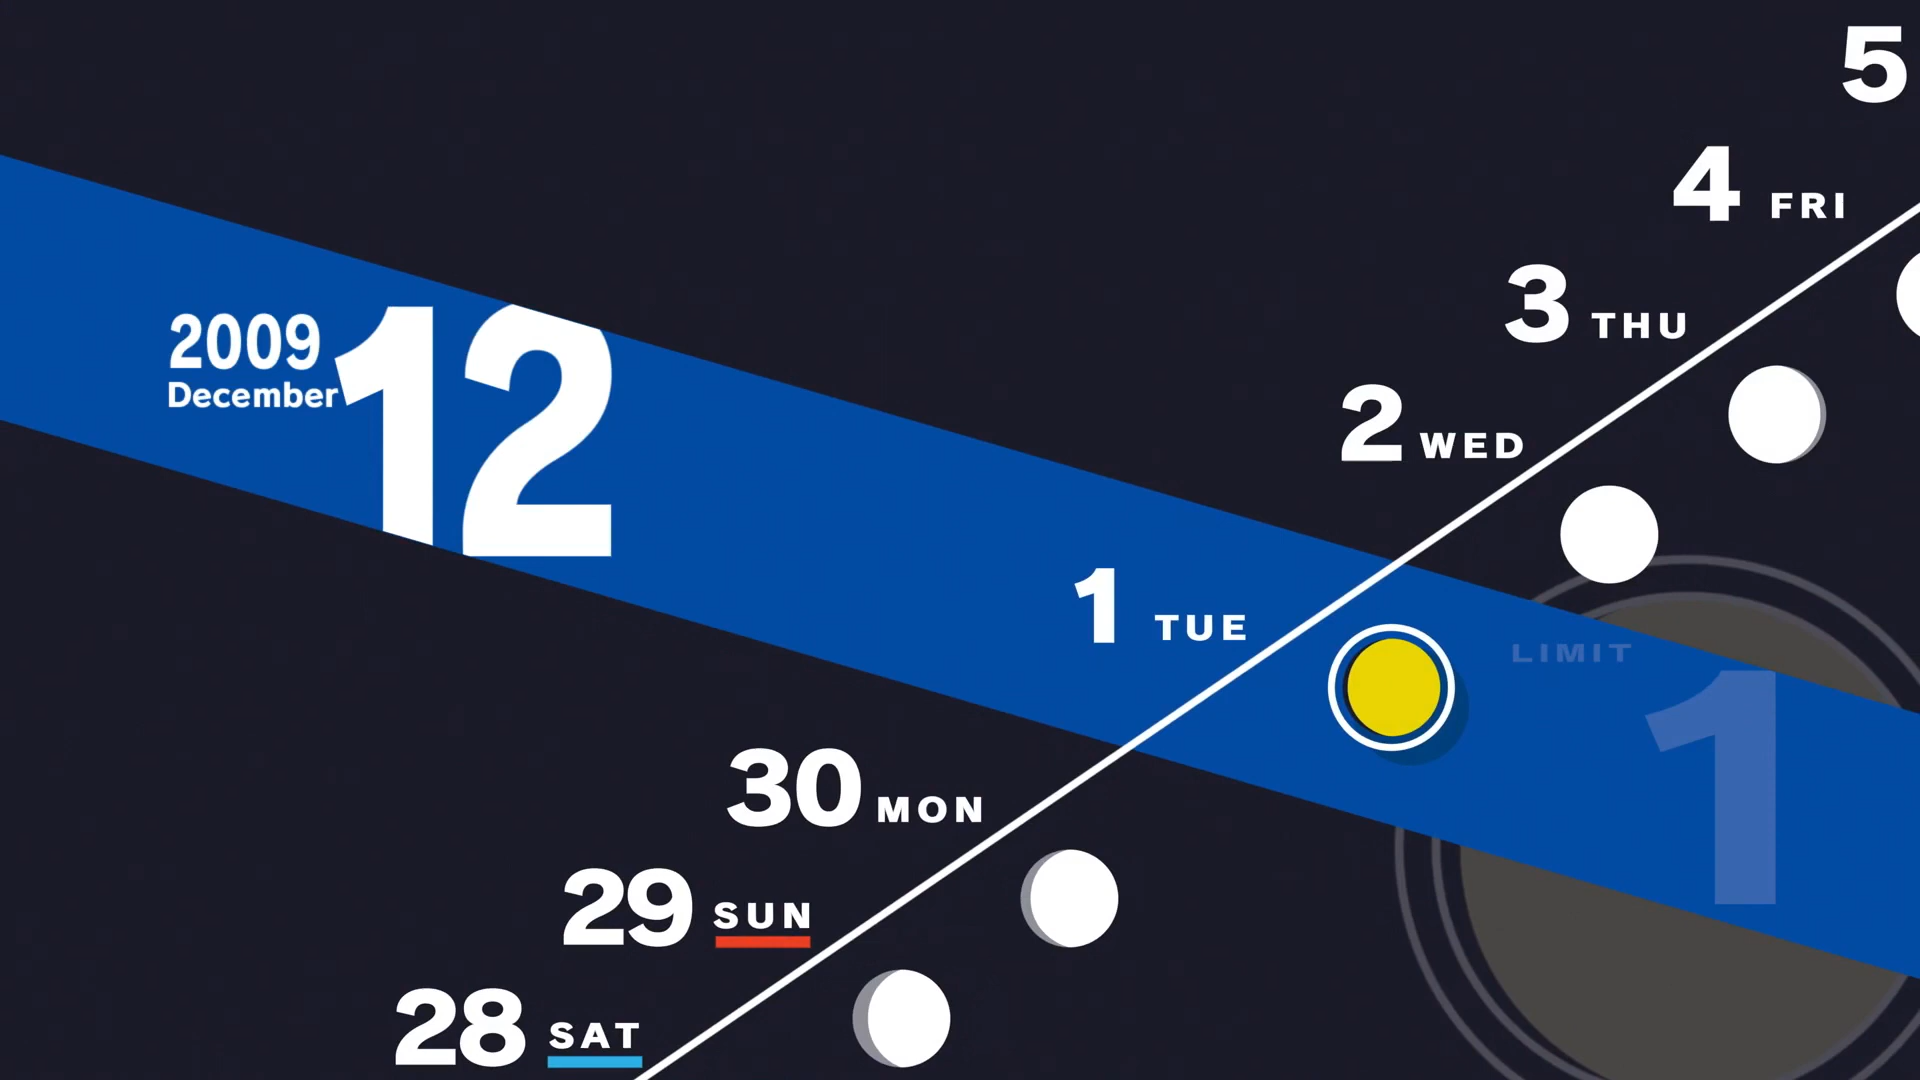 5
4 FRI
3 THU
2 WED
2009
December
12
1 TUE
LIMIT
1
30 MON
29 SUN
28 SAT